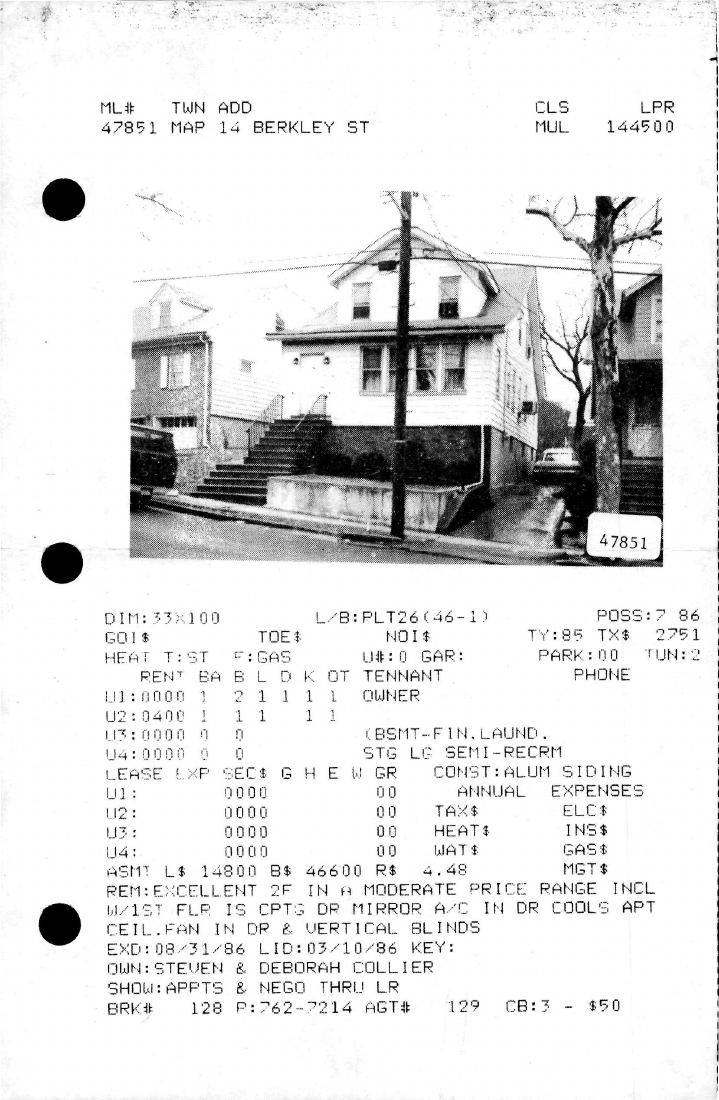 ML# TWN ADD CLS LPR
47851 MAP 14 BERKLEY ST MUL 144500
47851
DIM:33X100 L/B:PLT26(46-1) POSS:7 86
GOI$ TOE$ NOI$ TY:85 TX$ 2751
HEAT T:ST F:GAS U#:0 GAR: PARK:00 TUN:2
RENT BA B L D K OT TENNANT PHONE
U1:0000 1 2 1 1 1 1 OWNER
U2:0400 1 1 1 1 1
U3:0000 0 0 (BSMT-FIN.LAUND.
U4:0000 0 0 STG LG SEMI-RECRM
LEASE EXP SEC$ G H E W GR CONST:ALUM SIDING
U1: 0000 00 ANNUAL EXPENSES
U2: 0000 00 TAX$ ELC$
U3: 0000 00 HEAT$ INS$
U4: 0000 00 WAT$ GAS$
ASMT L$ 14800 B$ 46600 R$ 4.48 MGT$
REM:EXCELLENT 2F IN A MODERATE PRICE RANGE INCL
W/1ST FLR IS CPTG DR MIRROR A/C IN DR COOLS APT
CEIL.FAN IN DR & VERTICAL BLINDS
EXD:08/31/86 LID:03/10/86 KEY:
OWN:STEVEN & DEBORAH COLLIER
SHOW:APPTS & NEGO THRU LR
BRK# 128 P:762-7214 AGT# 129 CB:3 - $50